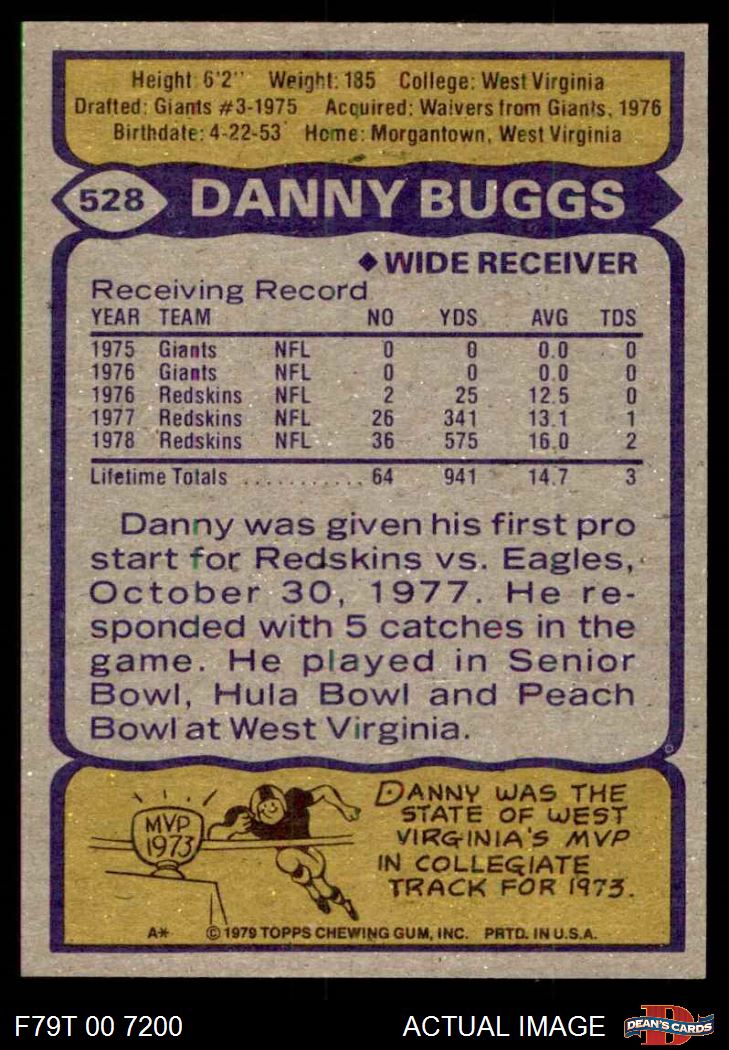 Height: 6'2" Weight: 185 College: West Virginia
Drafted: Giants #3-1975 Acquired: Waivers from Giants, 1976
Birthdate: 4-22-53 Home: Morgantown, West Virginia
528 DANNY BUGGS
◆ WIDE RECEIVER
Receiving Record
YEAR TEAM NO YDS AVG TDS
1975 Giants NFL 0 0 0.0 0
1976 Giants NFL 0 0 0.0 0
1976 Redskins NFL 2 25 12.5 0
1977 Redskins NFL 26 341 13.1 1
1978 Redskins NFL 36 575 16.0 2
Lifetime Totals ........... 64 941 14.7 3
Danny was given his first pro
start for Redskins vs. Eagles,
October 30, 1977. He re-
sponded with 5 catches in the
game. He played in Senior
Bowl, Hula Bowl and Peach
Bowl at West Virginia.
MVP
1973
DANNY WAS THE
STATE OF WEST
VIRGINIA'S MVP
IN COLLEGIATE
TRACK FOR 1973.
A* © 1979 TOPPS CHEWING GUM, INC. PRTD. IN U.S.A.
F79T 00 7200 ACTUAL IMAGE D DEAN'S CARDS